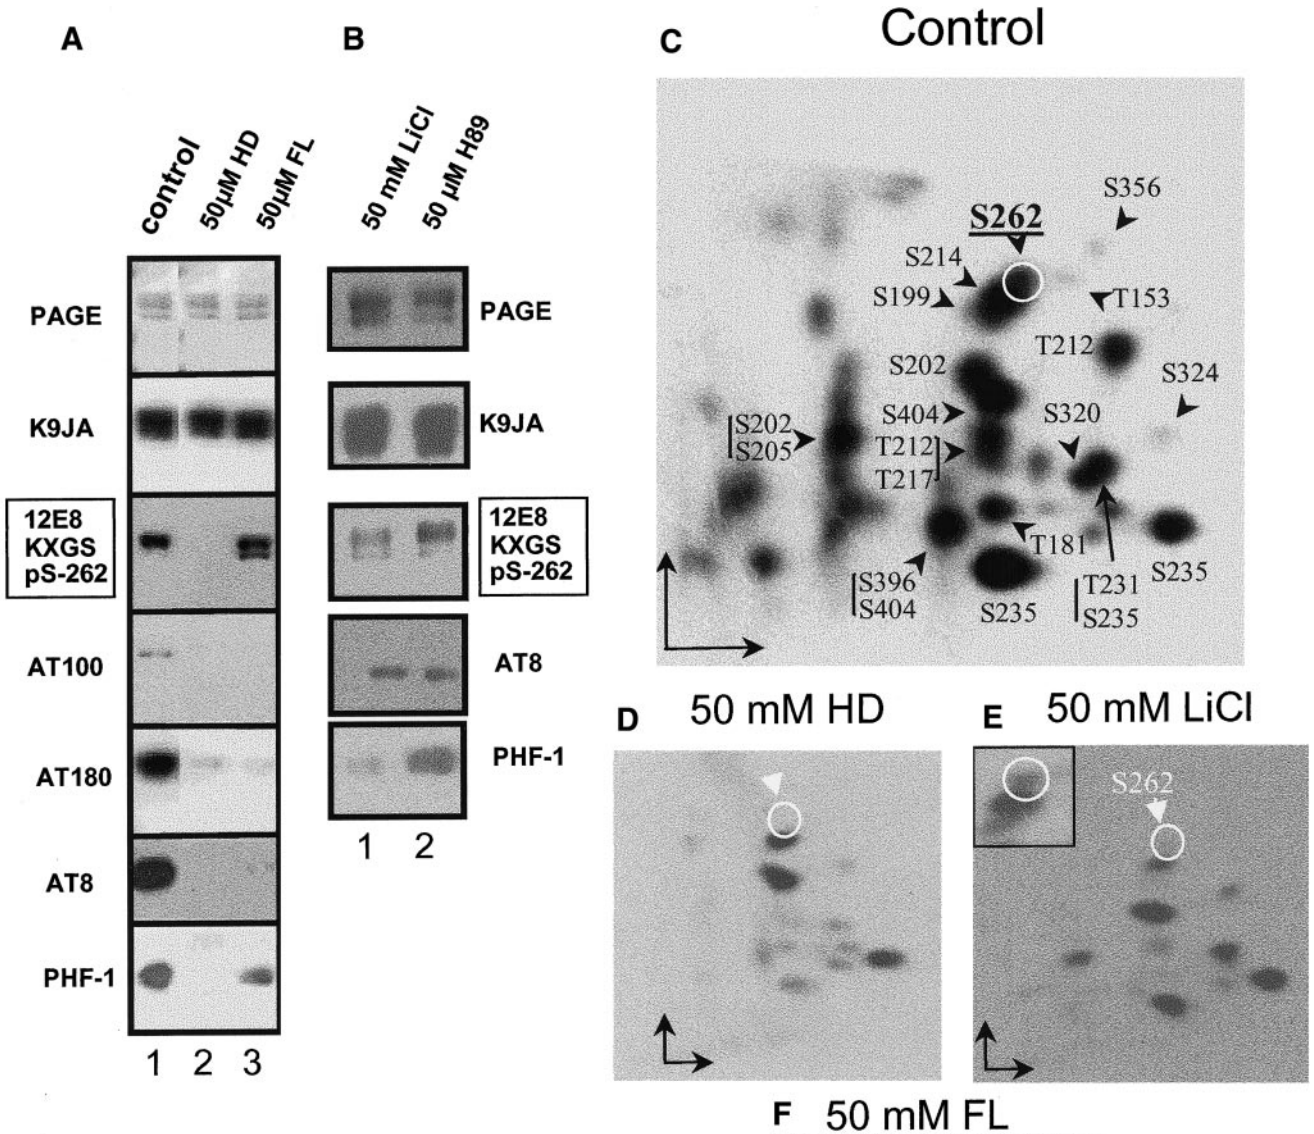 A
control
50µM HD
50µM FL
PAGE
K9JA
12E8
KXGS
pS-262
AT100
AT180
AT8
PHF-1
1 2 3
B
50 mM LiCl
50 µM H89
PAGE
K9JA
12E8
KXGS
pS-262
AT8
PHF-1
1 2
C
Control
S356
S262
S214
S199
T153
T212
S202
S324
S404
S320
S202
S205
T212
T217
T181
S396
S404
S235
T231
S235
S235
D 50 mM HD
E 50 mM LiCl
S262
F 50 mM FL